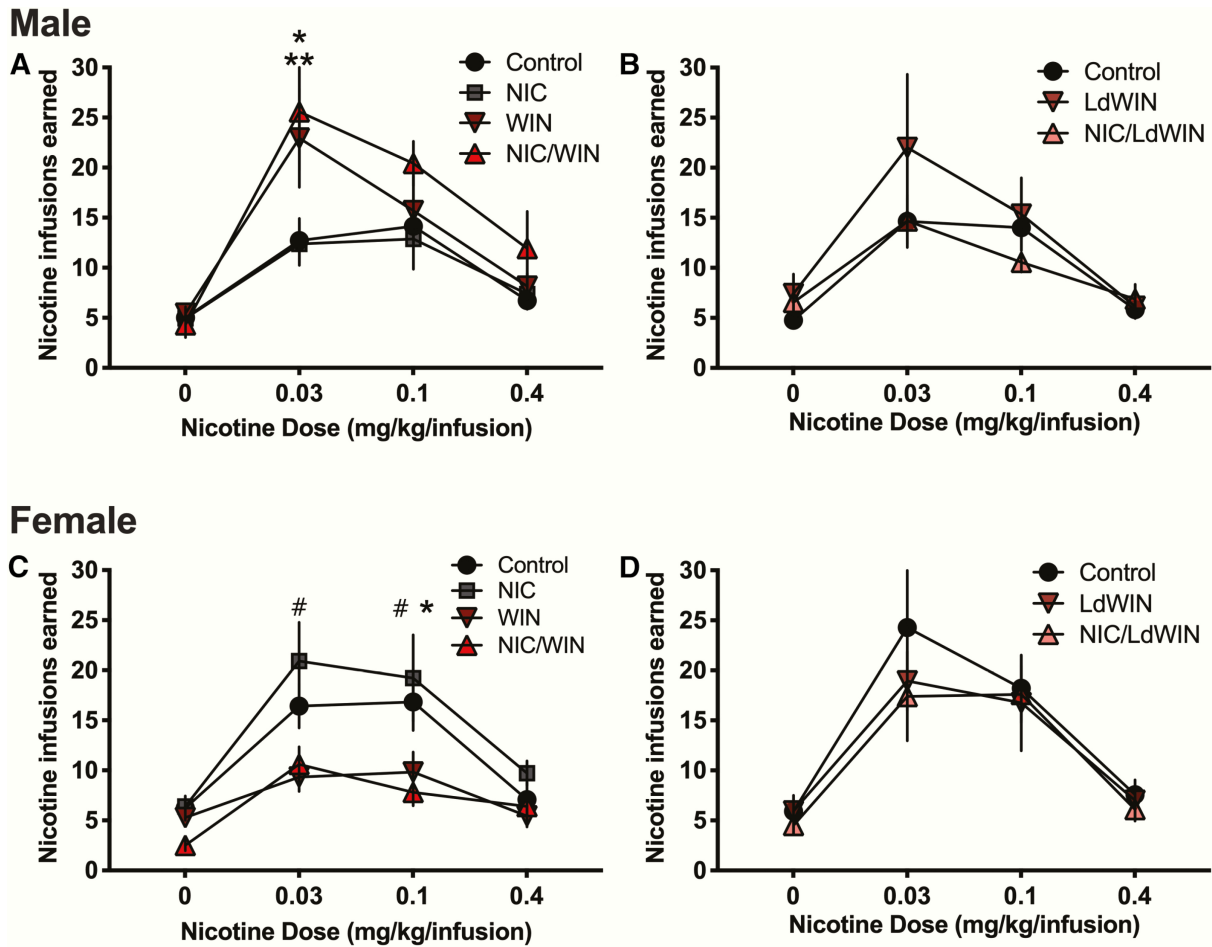 Male
A
*
**
Control
NIC
WIN
NIC/WIN
30
25
20
15
10
5
0
Nicotine infusions earned
0 0.03 0.1 0.4
Nicotine Dose (mg/kg/infusion)
B
Control
LdWIN
NIC/LdWIN
30
25
20
15
10
5
0
Nicotine infusions earned
0 0.03 0.1 0.4
Nicotine Dose (mg/kg/infusion)
Female
C
# # *
Control
NIC
WIN
NIC/WIN
30
25
20
15
10
5
0
Nicotine infusions earned
0 0.03 0.1 0.4
Nicotine Dose (mg/kg/infusion)
D
Control
LdWIN
NIC/LdWIN
30
25
20
15
10
5
0
Nicotine infusions earned
0 0.03 0.1 0.4
Nicotine Dose (mg/kg/infusion)